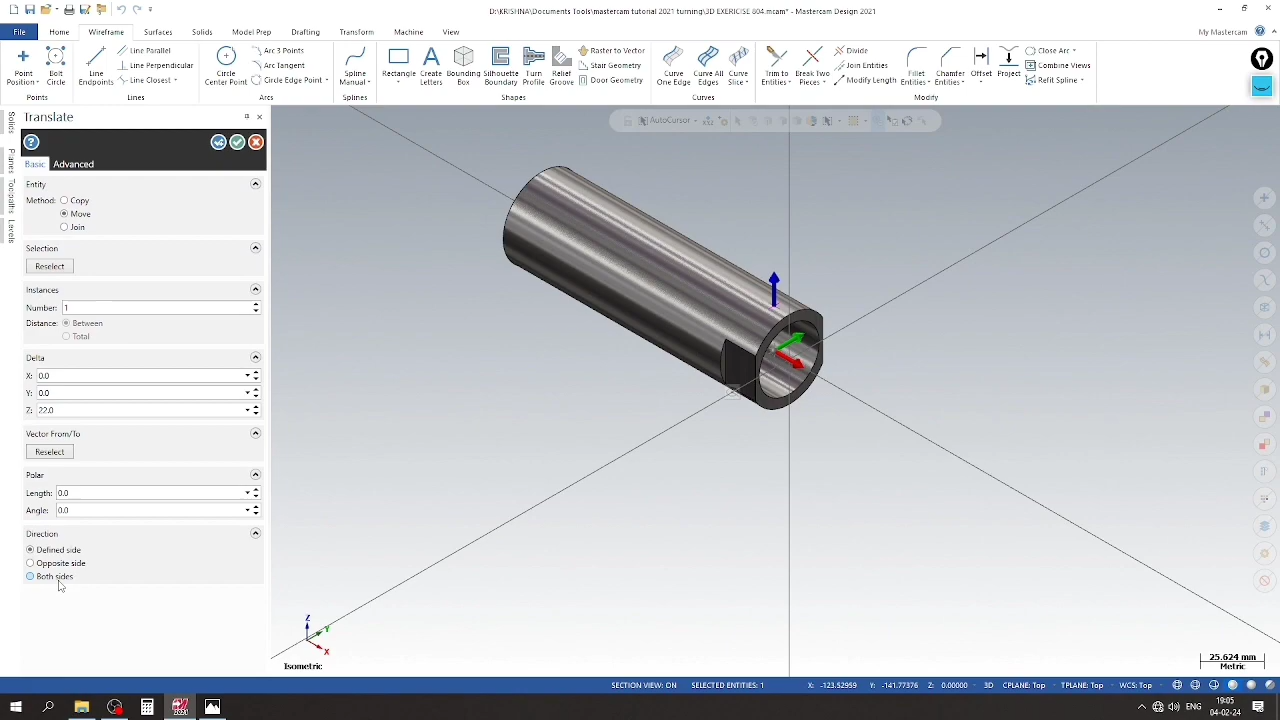 D:\KRISHNA\Documents Tools\mastercam tutorial 2021 turning\3D EXERICISE 804.mcam* - Mastercam Design 2021
File
Home
Wireframe
Surfaces
Solids
Model Prep
Drafting
Transform
Machine
View
My Mastercam
Point Position
Bolt Circle
Points
Line Endpoints
Line Parallel
Line Perpendicular
Line Closest
Lines
Circle Center Point
Arc 3 Points
Arc Tangent
Circle Edge Point
Arcs
Spline Manual
Splines
Rectangle
Create Letters
Bounding Box
Silhouette Boundary
Turn Profile
Relief Groove
Raster to Vector
Stair Geometry
Door Geometry
Shapes
Curve One Edge
Curve All Edges
Curve Slice
Curves
Trim to Entities
Break Two Pieces
Divide
Join Entities
Modify Length
Fillet Entities
Chamfer Entities
Offset
Project
Close Arc
Combine Views
Refit Spline
Modify
Solids
Planes
Toolpaths
Levels
Translate
Basic
Advanced
Entity
Method:
Copy
Move
Join
Selection
Reselect
Instances
Number: 1
Distance:
Between
Total
Delta
X: 0.0
Y: 0.0
Z: 22.0
Vector From/To
Reselect
Polar
Length: 0.0
Angle: 0.0
Direction
Defined side
Opposite side
Both sides
AutoCursor
Z
Y
X
Isometric
25.624 mm
Metric
SECTION VIEW: ON
SELECTED ENTITIES: 1
X: -123.52959
Y: -141.77376
Z: 0.00000
3D
CPLANE: Top
TPLANE: Top
WCS: Top
19:05
04-02-24